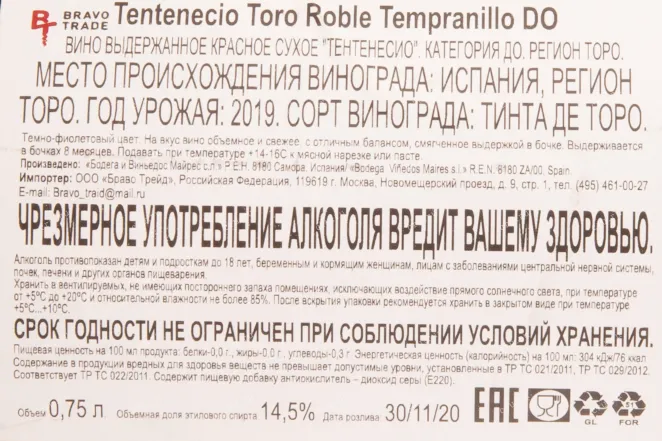 BRAVO
TRADE
Tentenecio Toro Roble Tempranillo DO
ВИНО ВЫДЕРЖАННОЕ КРАСНОЕ СУХОЕ "ТЕНТЕНЕСИО". КАТЕГОРИЯ ДО. РЕГИОН ТОРО.
МЕСТО ПРОИСХОЖДЕНИЯ ВИНОГРАДА: ИСПАНИЯ, РЕГИОН
ТОРО. ГОД УРОЖАЯ: 2019. СОРТ ВИНОГРАДА: ТИНТА ДЕ ТОРО.
Темно-фиолетовый цвет. На вкус вино объемное и свежее, с отличным балансом, смягченное выдержкой в бочке. Выдерживается
в бочках 8 месяцев. Подавать при температуре +14-16С к мясной нарезке или пасте.
Произведено: «Бодега и Виньедос Майрес с.л.» Р.Е.Н. 8180 Самора. Испания/ «Bodega Viñedos Maires s.l.» R.E.N. 8180 ZA/00. Spain.
Импортер: ООО «Браво Трейд», Российская Федерация, 119619 г. Москва, Новомещерский проезд, д. 9, стр. 1, тел. (495) 461-00-27
E-mail: Bravo_traid@mail.ru
ЧРЕЗМЕРНОЕ УПОТРЕБЛЕНИЕ АЛКОГОЛЯ ВРЕДИТ ВАШЕМУ ЗДОРОВЬЮ.
Алкоголь противопоказан детям и подросткам до 18 лет, беременным и кормящим женщинам, лицам с заболеваниями центральной нервной системы,
почек, печени и других органов пищеварения.
Хранить в вентилируемых, не имеющих постороннего запаха помещениях, исключающих воздействие прямого солнечного света, при температуре
от +5°С до +20°С и относительной влажности не более 85%. После вскрытия упаковки рекомендуется хранить в закрытом виде при температуре
+5°С...+10°С.
СРОК ГОДНОСТИ НЕ ОГРАНИЧЕН ПРИ СОБЛЮДЕНИИ УСЛОВИЙ ХРАНЕНИЯ.
Пищевая ценность на 100 мл продукта: белки-0,0 г., жиры-0,0 г., углеводы-0,3 г. Энергетическая ценность (калорийность) на 100 мл: 304 кДж/76 ккал
Содержание в продукции вредных для здоровья веществ не превышает допустимые уровни, установленные в ТР ТС 021/2011, ТР ТС 029/2012.
Соответствует ТР ТС 022/2011. Содержит пищевую добавку антиокислитель – диоксид серы (Е220).
Объем 0,75 л Объемная доля этилового спирта 14,5% Дата розлива 30/11/20 EAC
GL
51
FOR